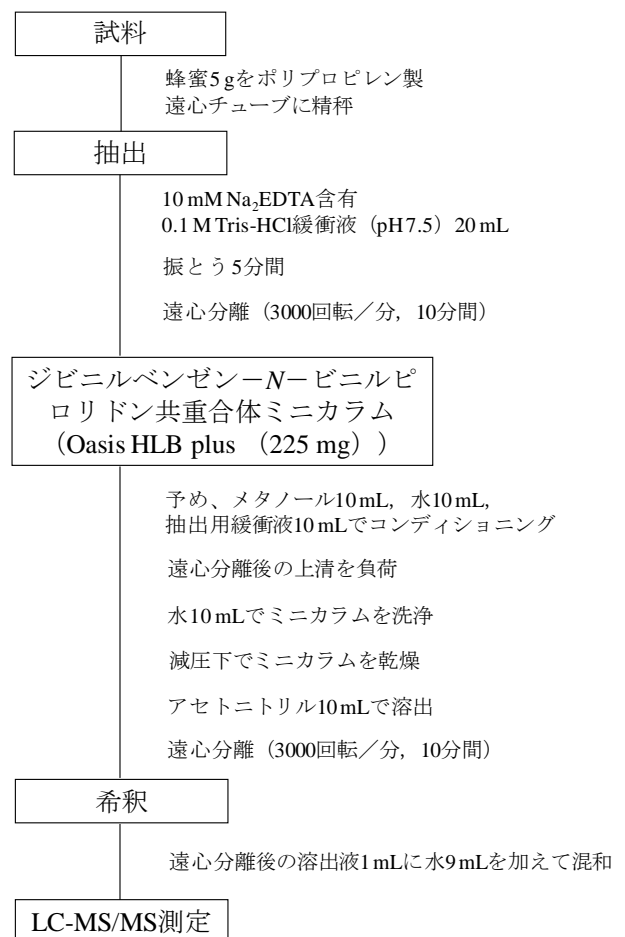 試料
蜂蜜5 gをポリプロピレン製
遠心チューブに精秤
抽出
10 mM Na₂EDTA含有
0.1 M Tris-HCl緩衝液（pH7.5）20 mL
振とう5分間
遠心分離（3000回転／分，10分間）
ジビニルベンゼン－N－ビニルピ
ロリドン共重合体ミニカラム
（Oasis HLB plus （225 mg））
予め、メタノール10 mL，水10 mL，
抽出用緩衝液10 mLでコンディショニング
遠心分離後の上清を負荷
水10 mLでミニカラムを洗浄
減圧下でミニカラムを乾燥
アセトニトリル10 mLで溶出
遠心分離（3000回転／分，10分間）
希釈
遠心分離後の溶出液1 mLに水9 mLを加えて混和
LC-MS/MS測定